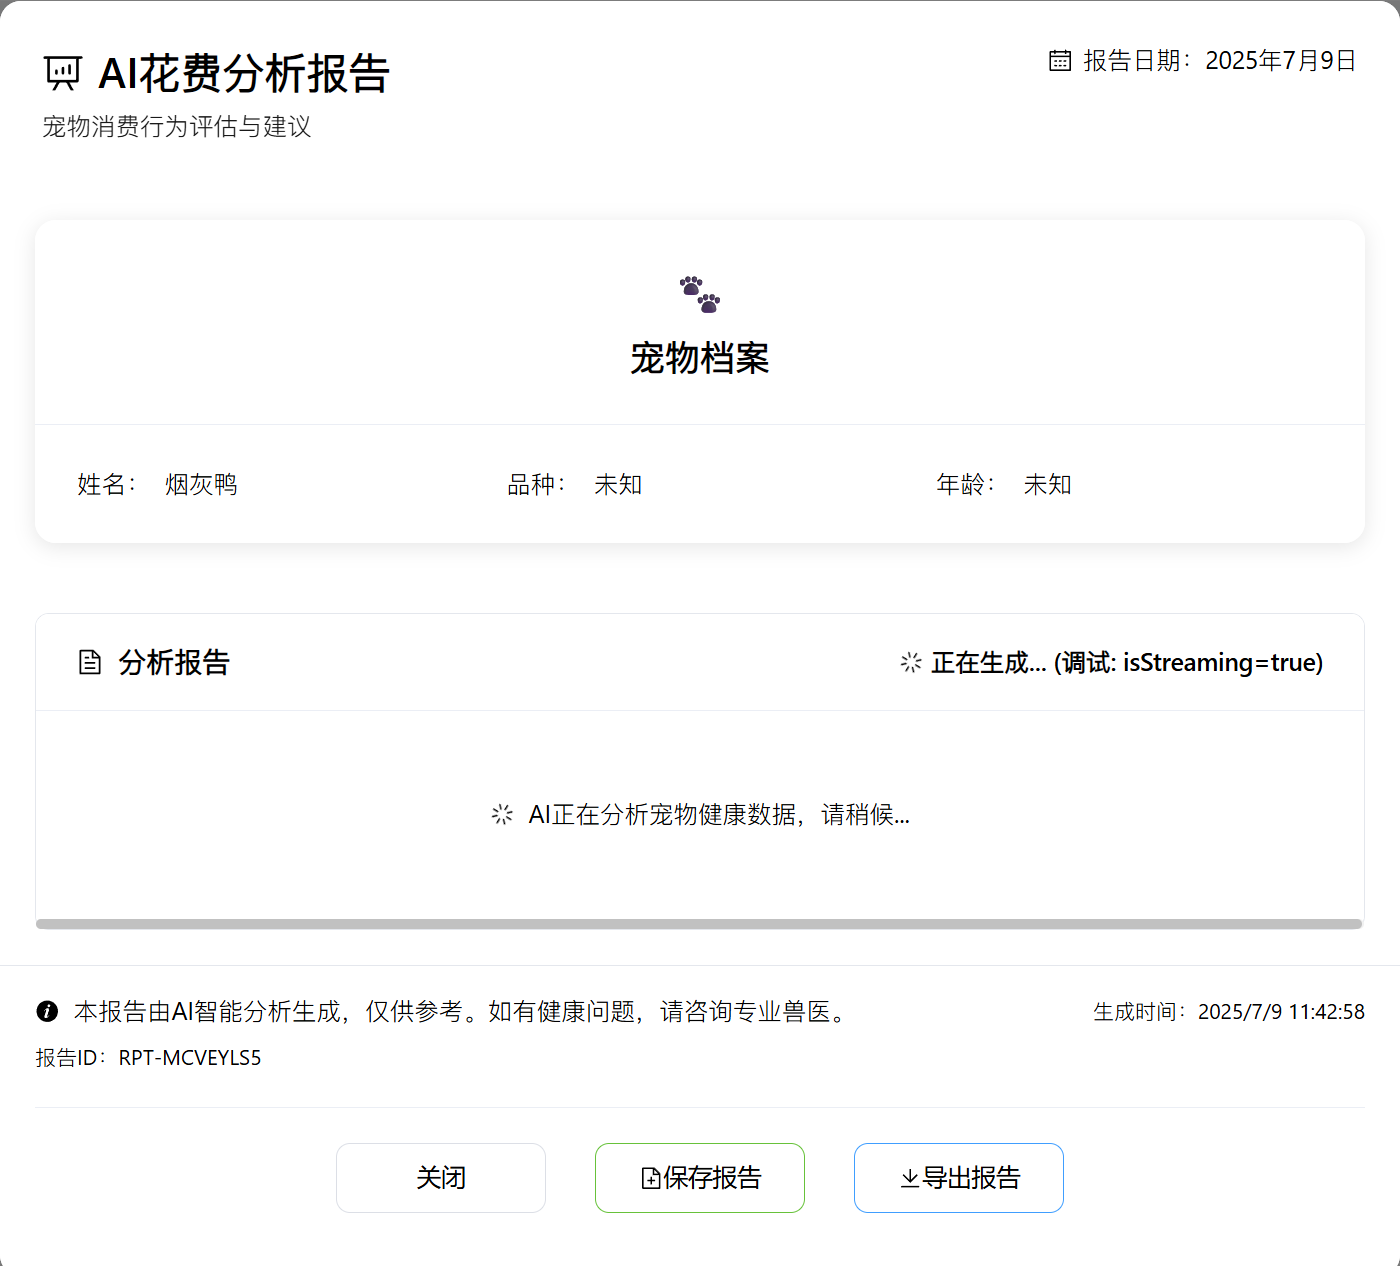 AI花费分析报告
报告日期：2025年7月9日
宠物消费行为评估与建议
宠物档案
姓名：烟灰鸭
品种：未知
年龄：未知
分析报告
正在生成... (调试: isStreaming=true)
AI正在分析宠物健康数据，请稍候...
本报告由AI智能分析生成，仅供参考。如有健康问题，请咨询专业兽医。
生成时间：2025/7/9 11:42:58
报告ID：RPT-MCVEYLS5
关闭
保存报告
导出报告